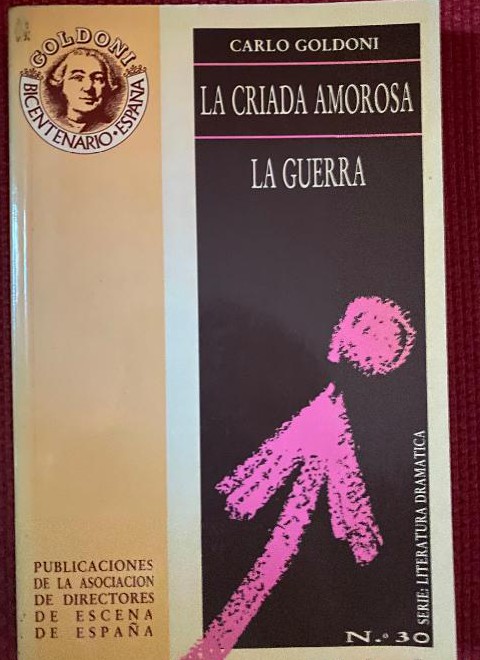 GOLDONI
BICENTENARIO • ESPAÑA
CARLO GOLDONI
LA CRIADA AMOROSA
LA GUERRA
SERIE: LITERATURA DRAMATICA
PUBLICACIONES
DE LA ASOCIACION
DE DIRECTORES
DE ESCENA
DE ESPAÑA
N.º 30